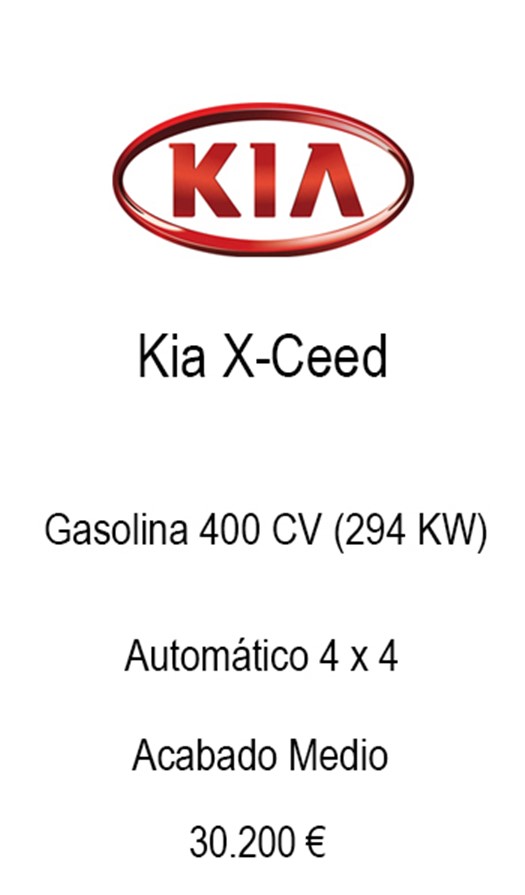 KIA
Kia X-Ceed
Gasolina 400 CV (294 KW)
Automático 4 x 4
Acabado Medio
30.200 €